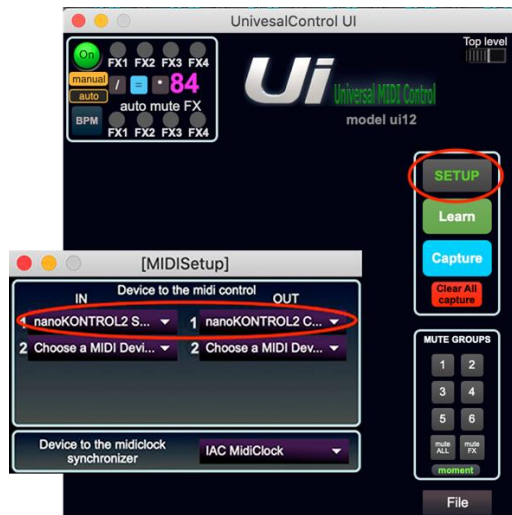 UnivesalControl UI
On
FX1 FX2 FX3 FX4
manual
/ = * 84
auto
auto mute FX
BPM
FX1 FX2 FX3 FX4
Ui Universal MIDI Control
model ui12
Top level
SETUP
Learn
Capture
Clear All
capture
[MIDISetup]
Device to the midi control
IN OUT
1 nanoKONTROL2 S... 1 nanoKONTROL2 C...
2 Choose a MIDI Devi... 2 Choose a MIDI Dev...
Device to the midiclock
synchronizer
IAC MidiClock
MUTE GROUPS
1 2
3 4
5 6
mute
ALL
mute
FX
moment
File